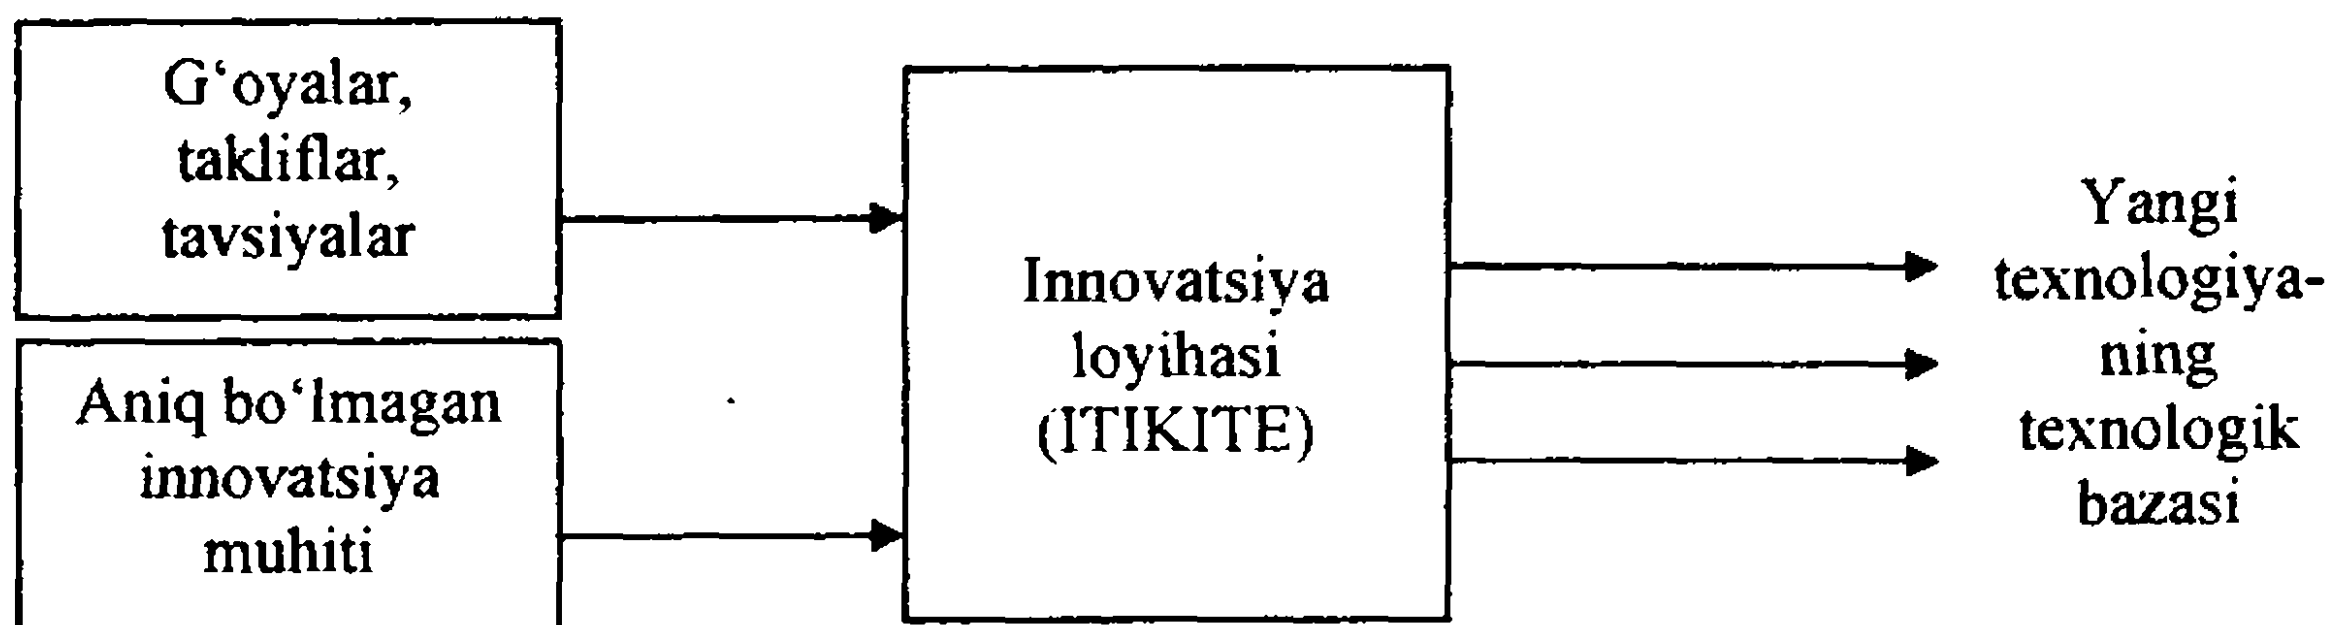 G‘oyalar,
takliflar,
tavsiyalar
Aniq bo‘lmagan
innovatsiya
muhiti
Innovatsiya
loyihasi
(ITIKITE)
Yangi
texnologiya-
ning
texnologik
bazasi